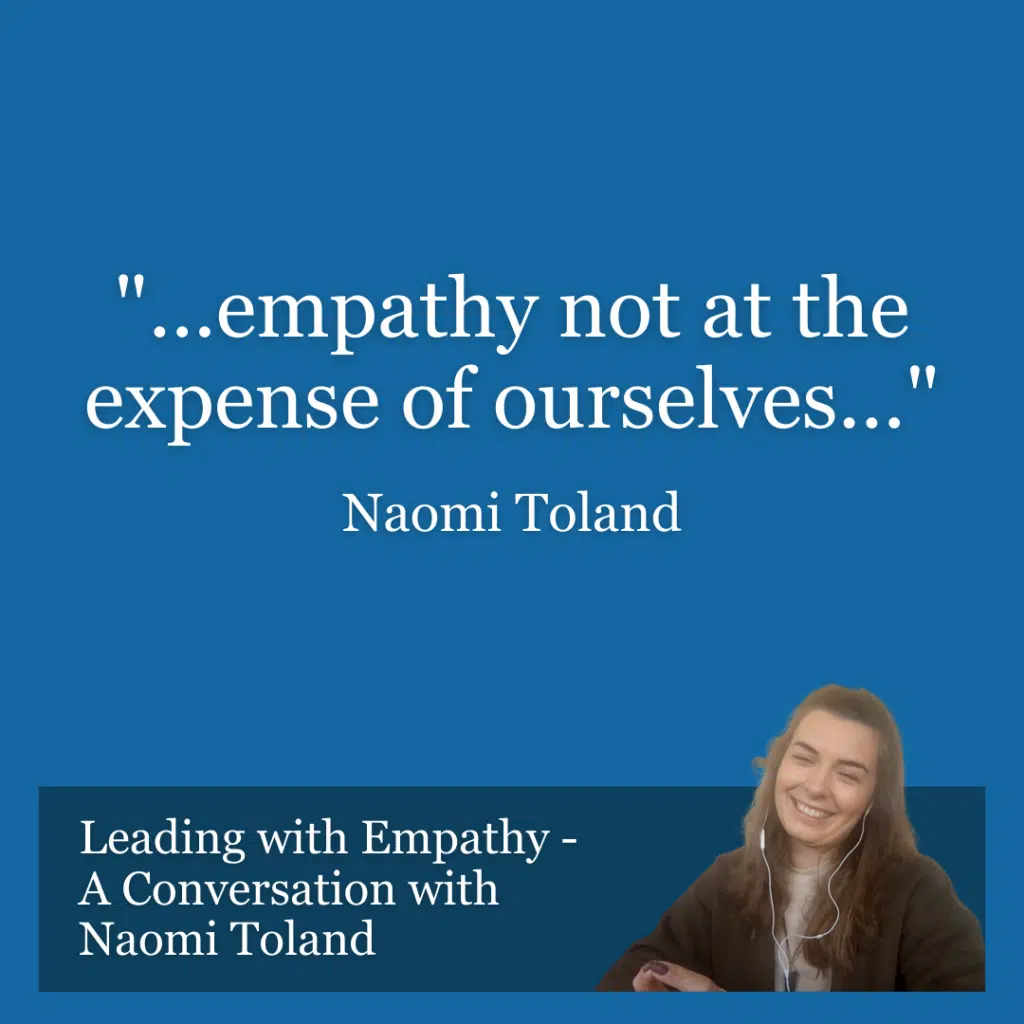 "...empathy not at the
expense of ourselves..."
Naomi Toland
Leading with Empathy -
A Conversation with
Naomi Toland